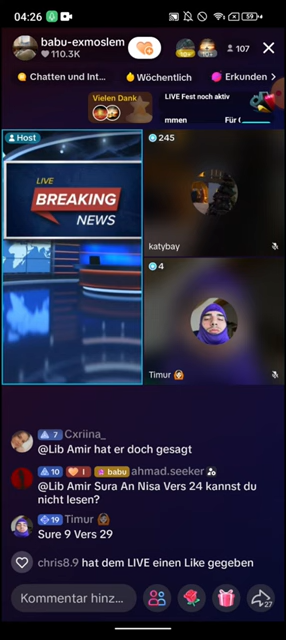 04:26
59
babu-exmoslem
110.3K
107
Chatten und Int...
Wöchentlich
Erkunden
Vielen Dank
LIVE Fest noch aktiv
mmen
Für
Host
LIVE
BREAKING
NEWS
245
katybay
4
Timur
7 Cxriina_
@Lib Amir hat er doch gesagt
10 I babu ahmad.seeker
@Lib Amir Sura An Nisa Vers 24 kannst du
nicht lesen?
19 Timur
Sure 9 Vers 29
chris8.9 hat dem LIVE einen Like gegeben
Kommentar hinz...
27